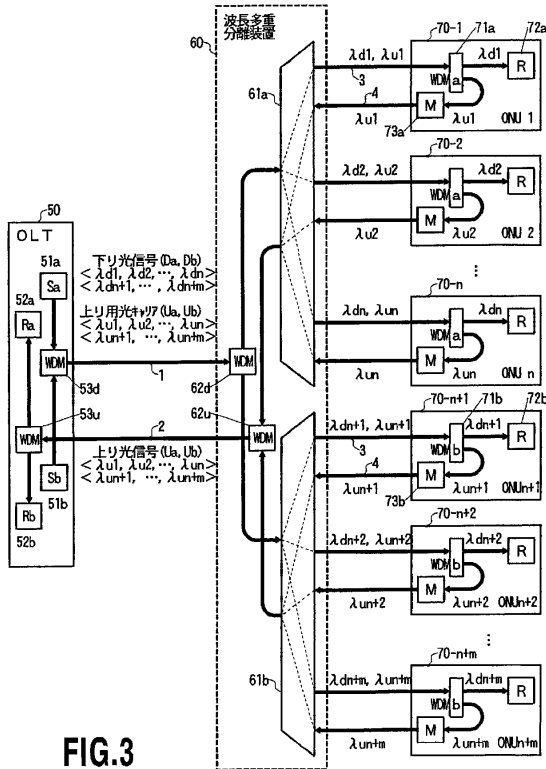 60
波長多重
分離装置
61a
λd1, λu1
3
4
λu1
70-1
71a
72a
λd1
WDM a
R
M
λu1
ONU 1
73a
λd2, λu2
λu2
70-2
λd2
WDM a
R
M
λu2
ONU 2
⋮
λdn, λun
λun
70-n
λdn
WDM a
R
M
λun
ONU n
50
OLT
51a
Sa
52a
Ra
WDM
53d
53u
WDM
Sb
51b
Rb
52b
下り光信号(Da, Db)
< λd1, λd2, …, λdn>
< λdn+1, …, λdn+m>
上り用光キャリア(Ua, Ub)
< λu1, λu2, …, λun>
< λun+1, …, λun+m>
1
2
上り光信号(Ua, Ub)
< λu1, λu2, …, λun>
< λun+1, …, λun+m>
WDM
62d
62u
WDM
61b
λdn+1, λun+1
3
4
λun+1
70-n+1
71b
72b
λdn+1
WDM b
R
M
λun+1
ONUn+1
73b
λdn+2, λun+2
λun+2
70-n+2
λdn+2
WDM b
R
M
λun+2
ONUn+2
⋮
λdn+m, λun+m
λun+m
70-n+m
λdn+m
WDM b
R
M
λun+m
ONUn+m
FIG.3